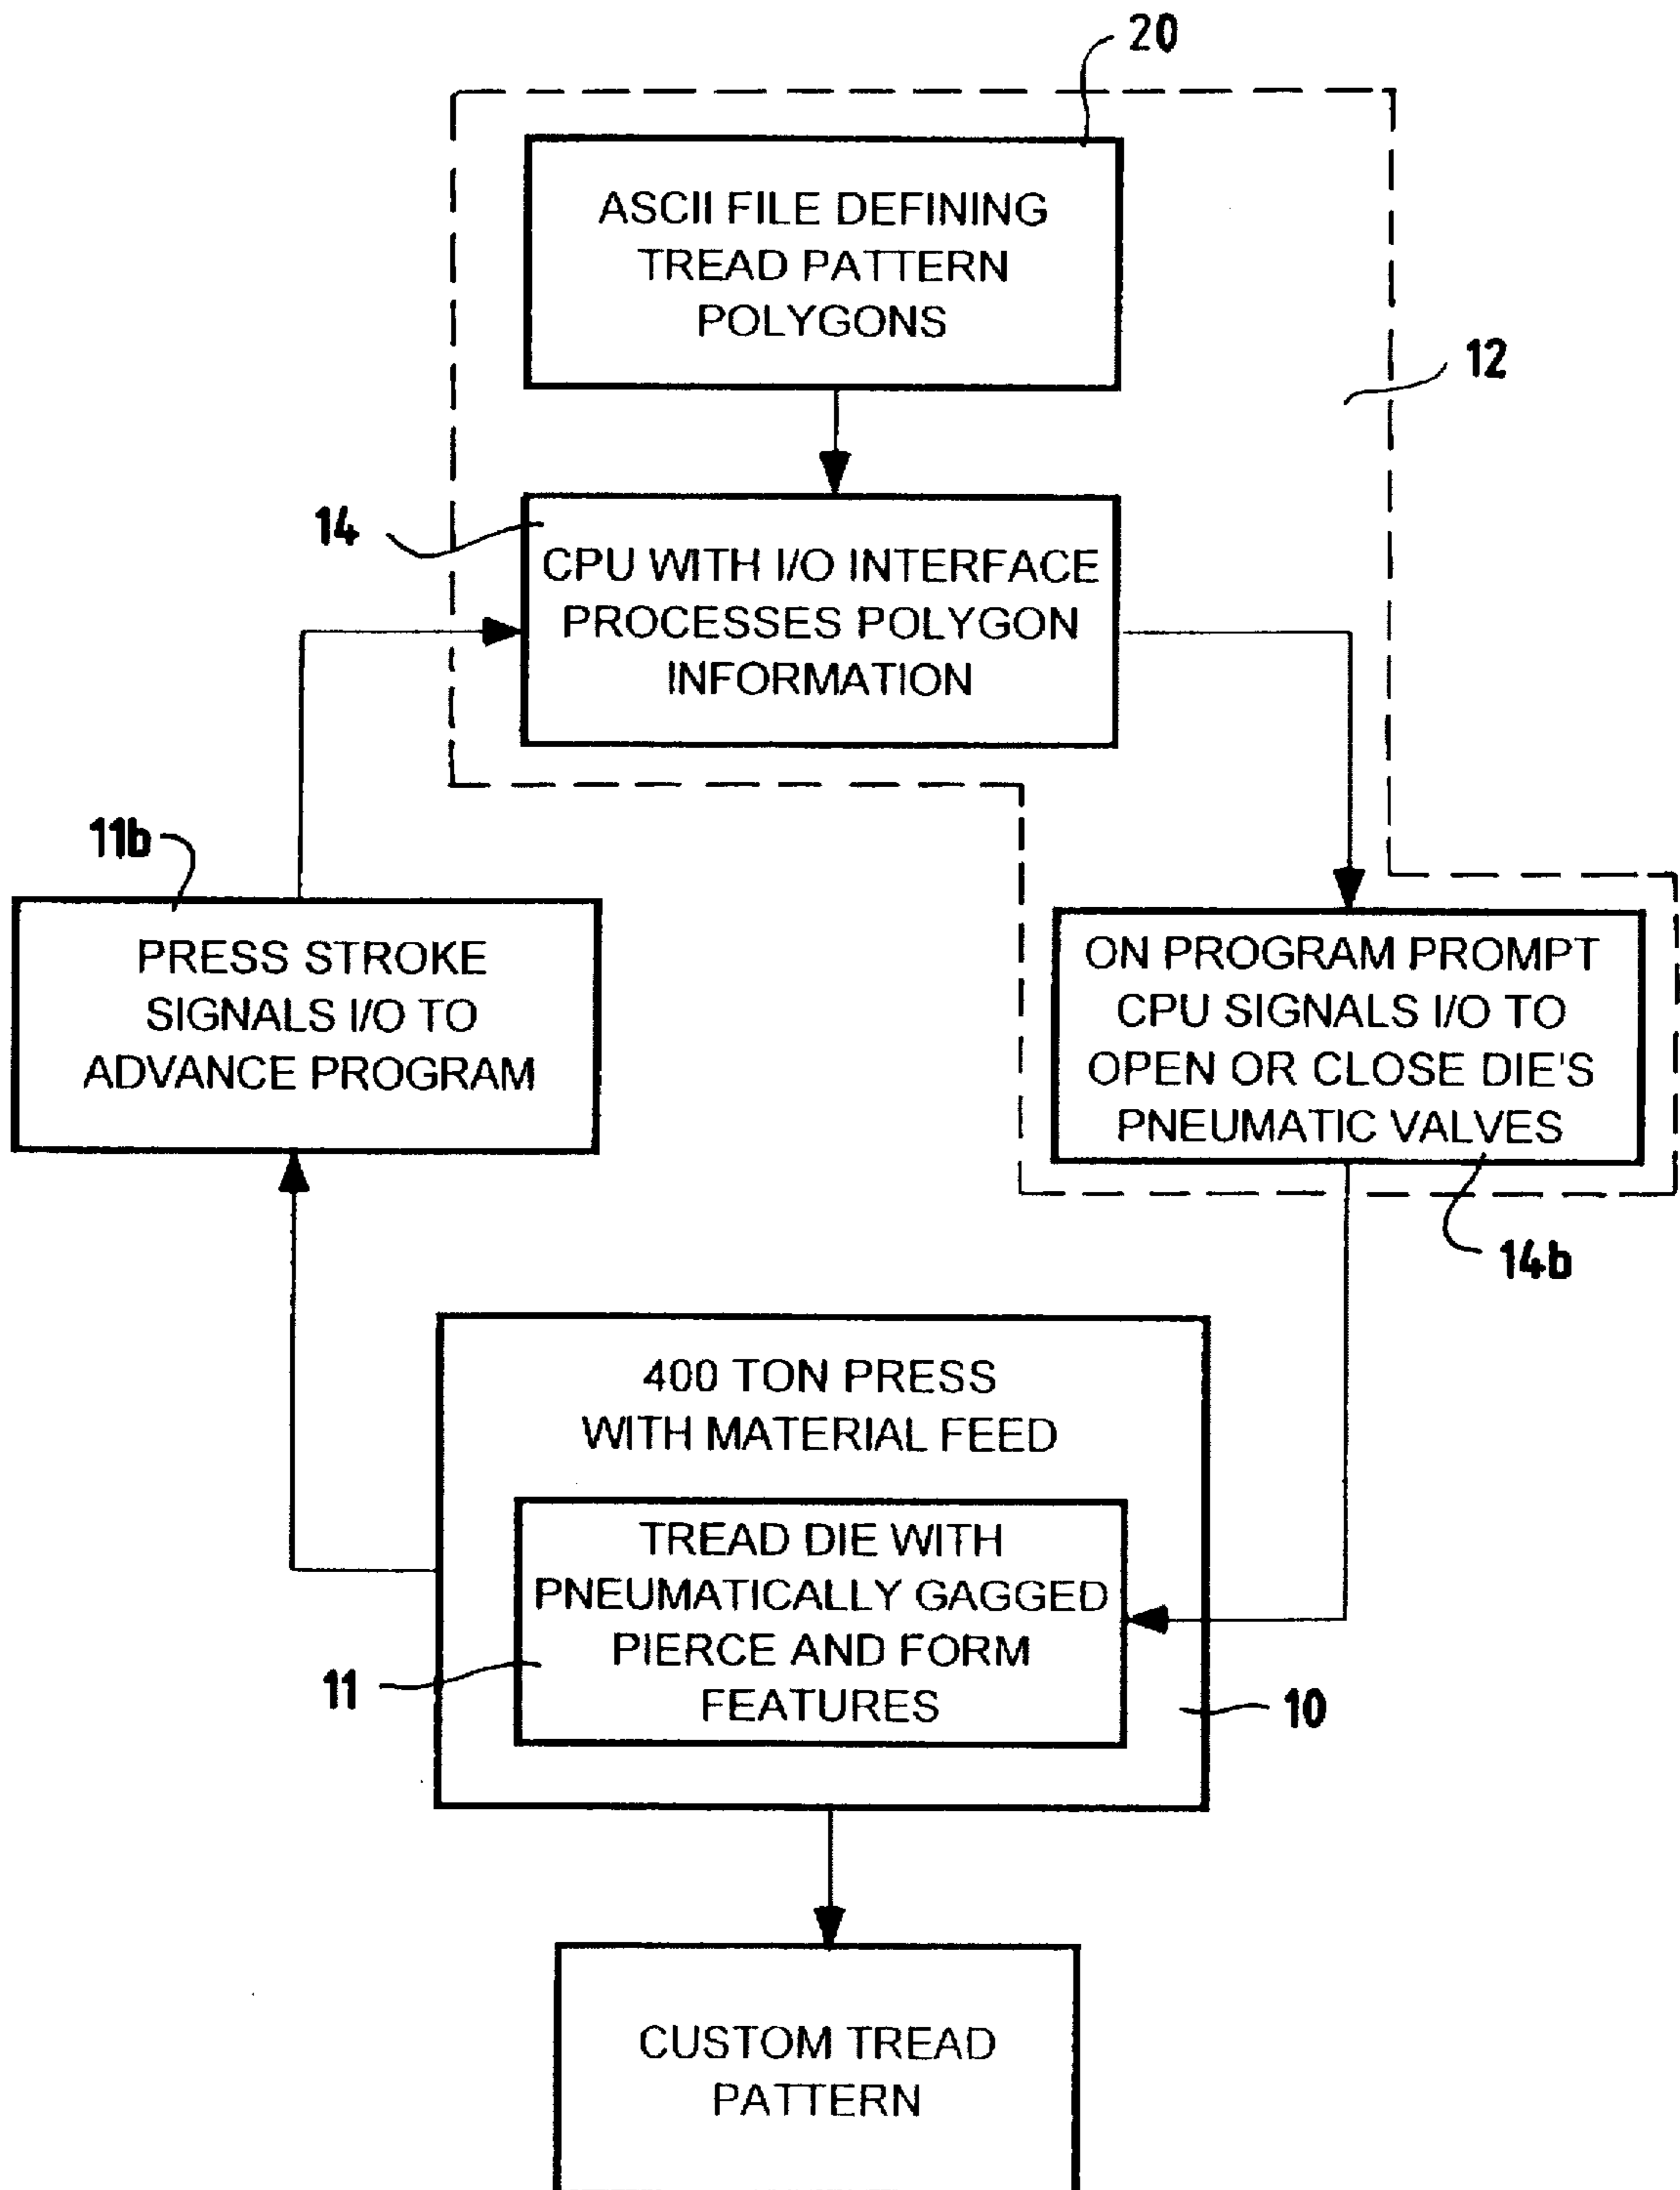 20
ASCII FILE DEFINING
TREAD PATTERN
POLYGONS
12
14
CPU WITH I/O INTERFACE
PROCESSES POLYGON
INFORMATION
11b
PRESS STROKE
SIGNALS I/O TO
ADVANCE PROGRAM
ON PROGRAM PROMPT
CPU SIGNALS I/O TO
OPEN OR CLOSE DIE'S
PNEUMATIC VALVES
14b
400 TON PRESS
WITH MATERIAL FEED
TREAD DIE WITH
PNEUMATICALLY GAGGED
PIERCE AND FORM
FEATURES
11
10
CUSTOM TREAD
PATTERN